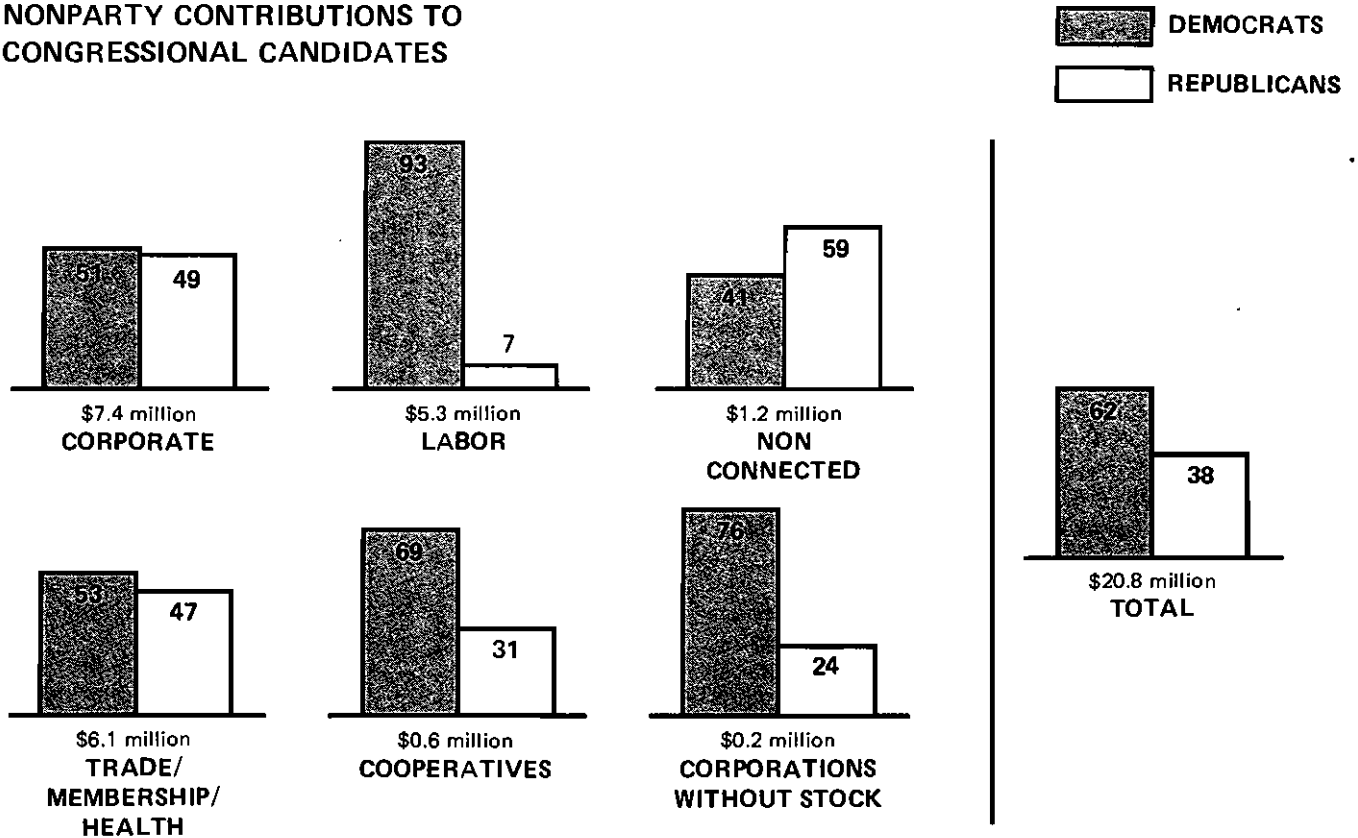 NONPARTY CONTRIBUTIONS TO
CONGRESSIONAL CANDIDATES
DEMOCRATS
REPUBLICANS
51
49
$7.4 million
CORPORATE
93
7
$5.3 million
LABOR
41
59
$1.2 million
NON
CONNECTED
53
47
$6.1 million
TRADE/
MEMBERSHIP/
HEALTH
69
31
$0.6 million
COOPERATIVES
76
24
$0.2 million
CORPORATIONS
WITHOUT STOCK
62
38
$20.8 million
TOTAL